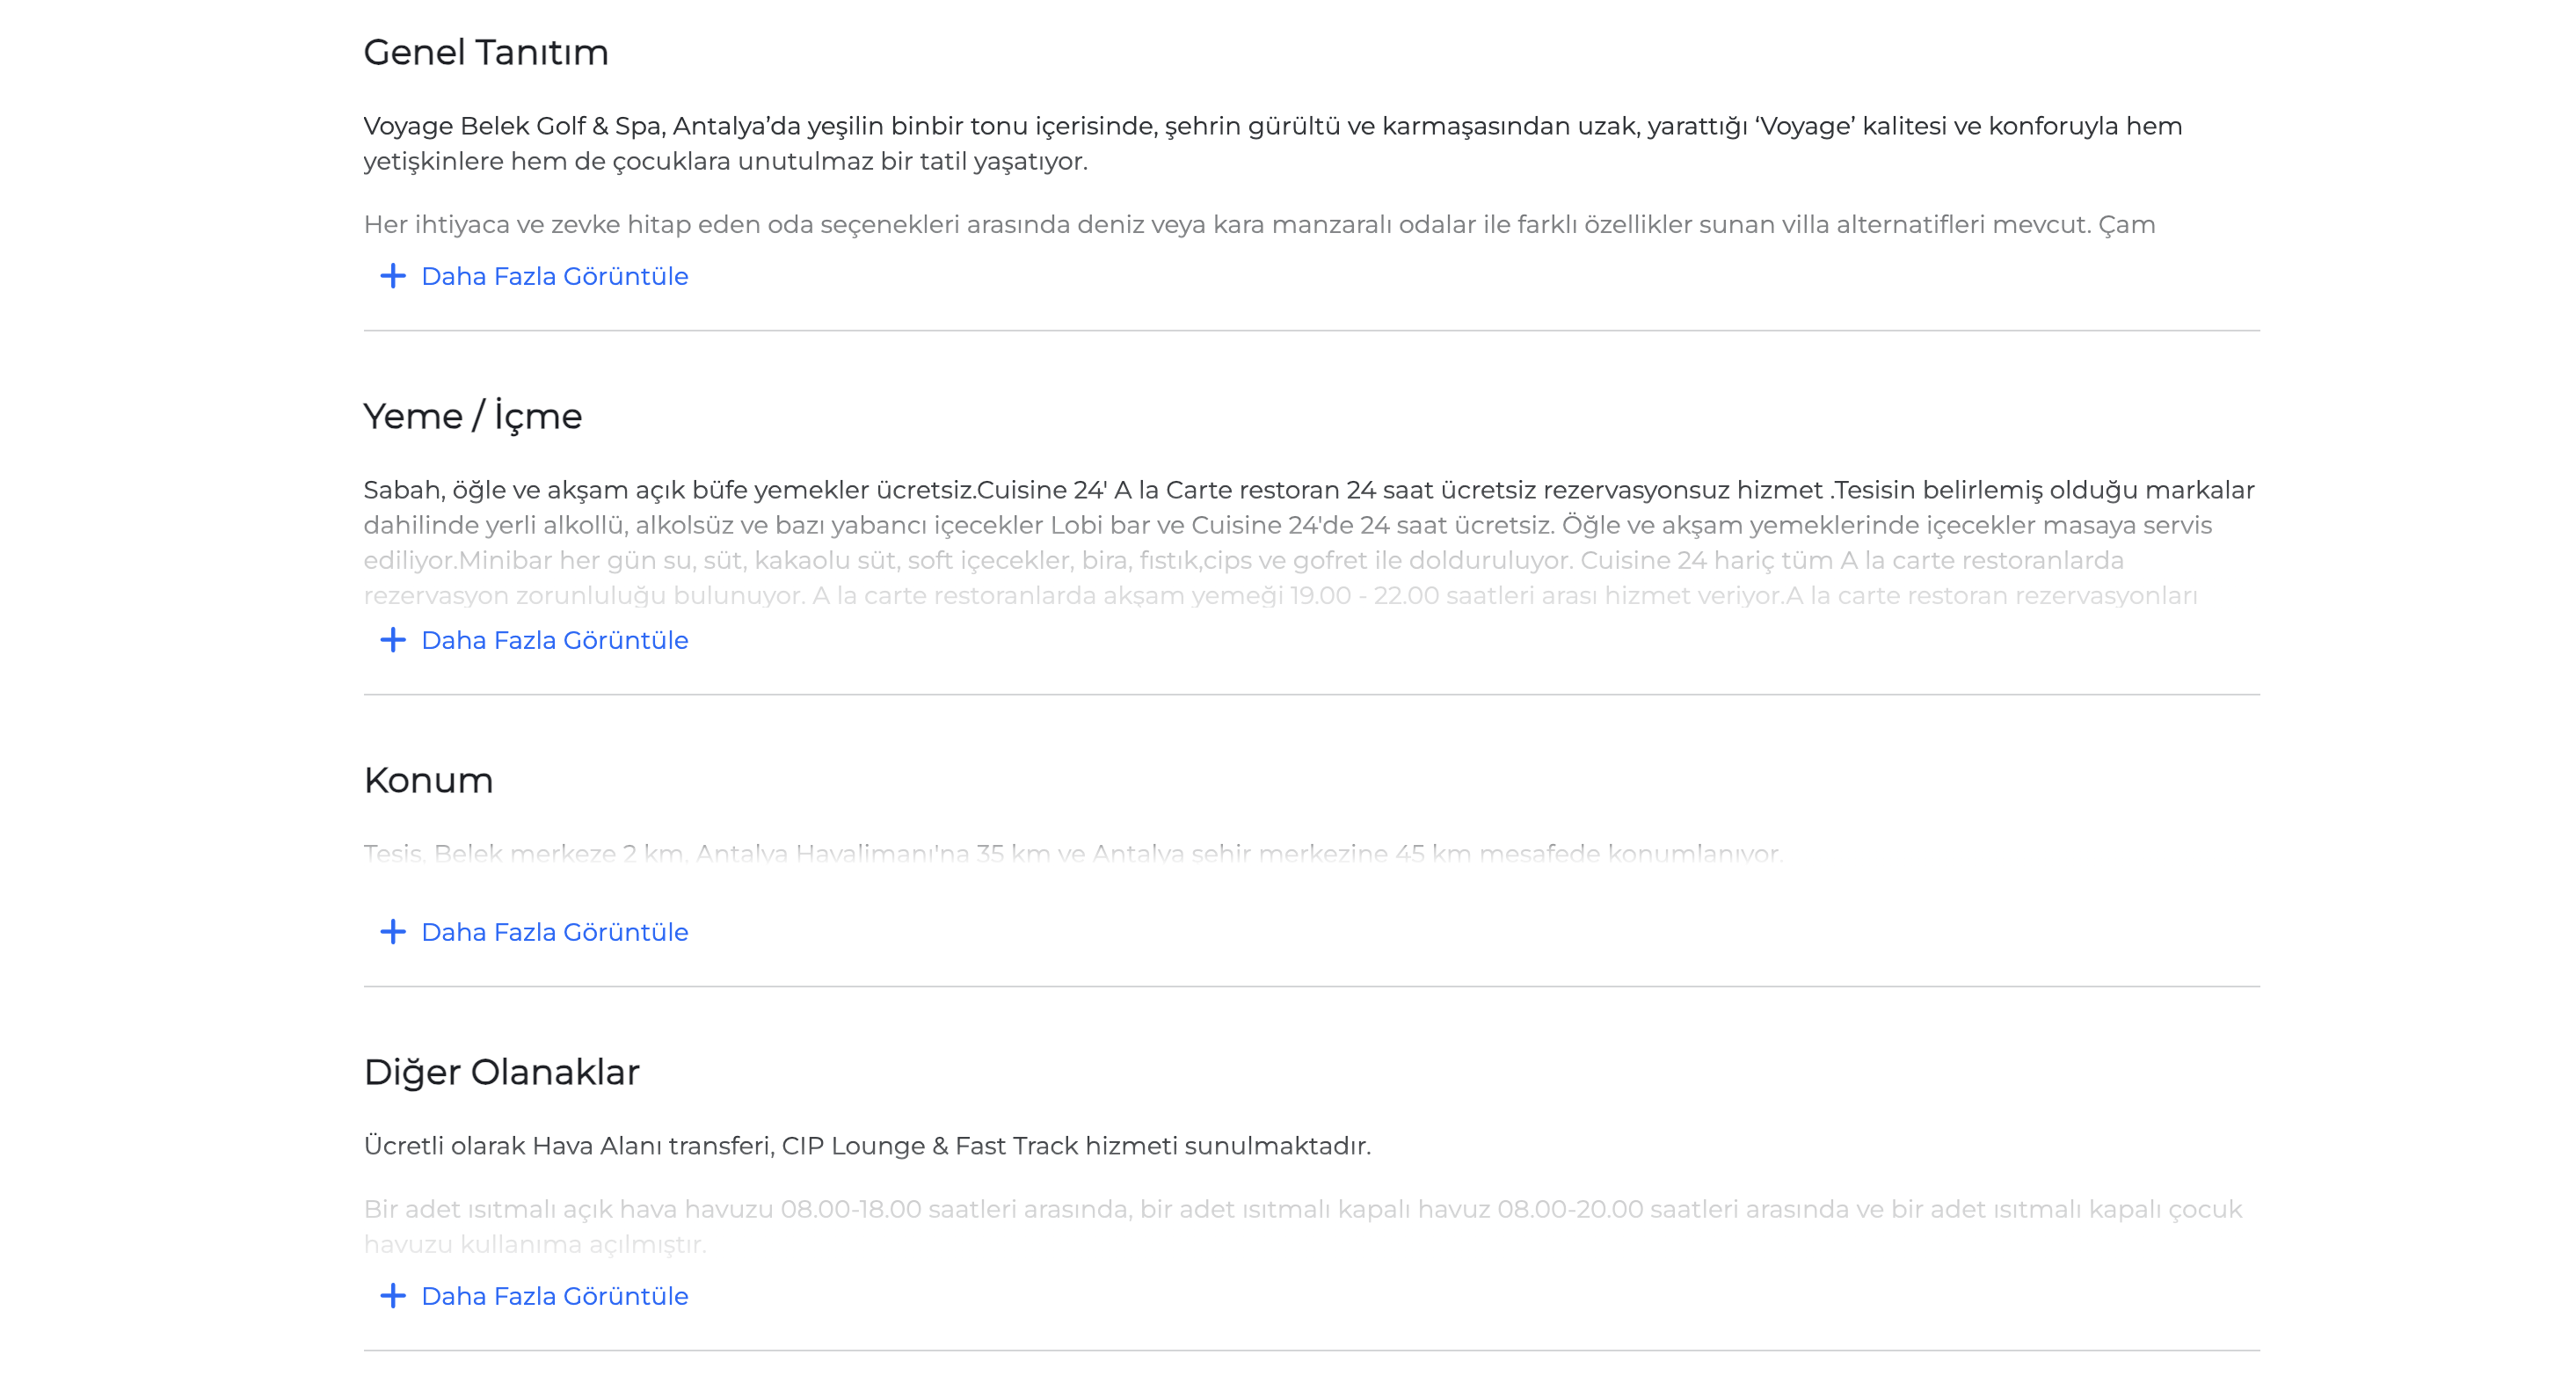 Genel Tanıtım
Voyage Belek Golf & Spa, Antalya’da yeşilin binbir tonu içerisinde, şehrin gürültü ve karmaşasından uzak, yarattığı ‘Voyage’ kalitesi ve konforuyla hem
yetişkinlere hem de çocuklara unutulmaz bir tatil yaşatıyor.
Her ihtiyaca ve zevke hitap eden oda seçenekleri arasında deniz veya kara manzaralı odalar ile farklı özellikler sunan villa alternatifleri mevcut. Çam
Daha Fazla Görüntüle
Yeme / İçme
Sabah, öğle ve akşam açık büfe yemekler ücretsiz.Cuisine 24' A la Carte restoran 24 saat ücretsiz rezervasyonsuz hizmet .Tesisin belirlemiş olduğu markalar
dahilinde yerli alkollü, alkolsüz ve bazı yabancı içecekler Lobi bar ve Cuisine 24'de 24 saat ücretsiz. Öğle ve akşam yemeklerinde içecekler masaya servis
ediliyor.Minibar her gün su, süt, kakaolu süt, soft içecekler, bira, fıstık,cips ve gofret ile dolduruluyor. Cuisine 24 hariç tüm A la carte restoranlarda
rezervasyon zorunluluğu bulunuyor. A la carte restoranlarda akşam yemeği 19.00 - 22.00 saatleri arası hizmet veriyor.A la carte restoran rezervasyonları
Daha Fazla Görüntüle
Konum
Tesis, Belek merkeze 2 km, Antalya Havalimanı'na 35 km ve Antalya şehir merkezine 45 km mesafede konumlanıyor.
Daha Fazla Görüntüle
Diğer Olanaklar
Ücretli olarak Hava Alanı transferi, CIP Lounge & Fast Track hizmeti sunulmaktadır.
Bir adet ısıtmalı açık hava havuzu 08.00-18.00 saatleri arasında, bir adet ısıtmalı kapalı havuz 08.00-20.00 saatleri arasında ve bir adet ısıtmalı kapalı çocuk
havuzu kullanıma açılmıştır.
Daha Fazla Görüntüle